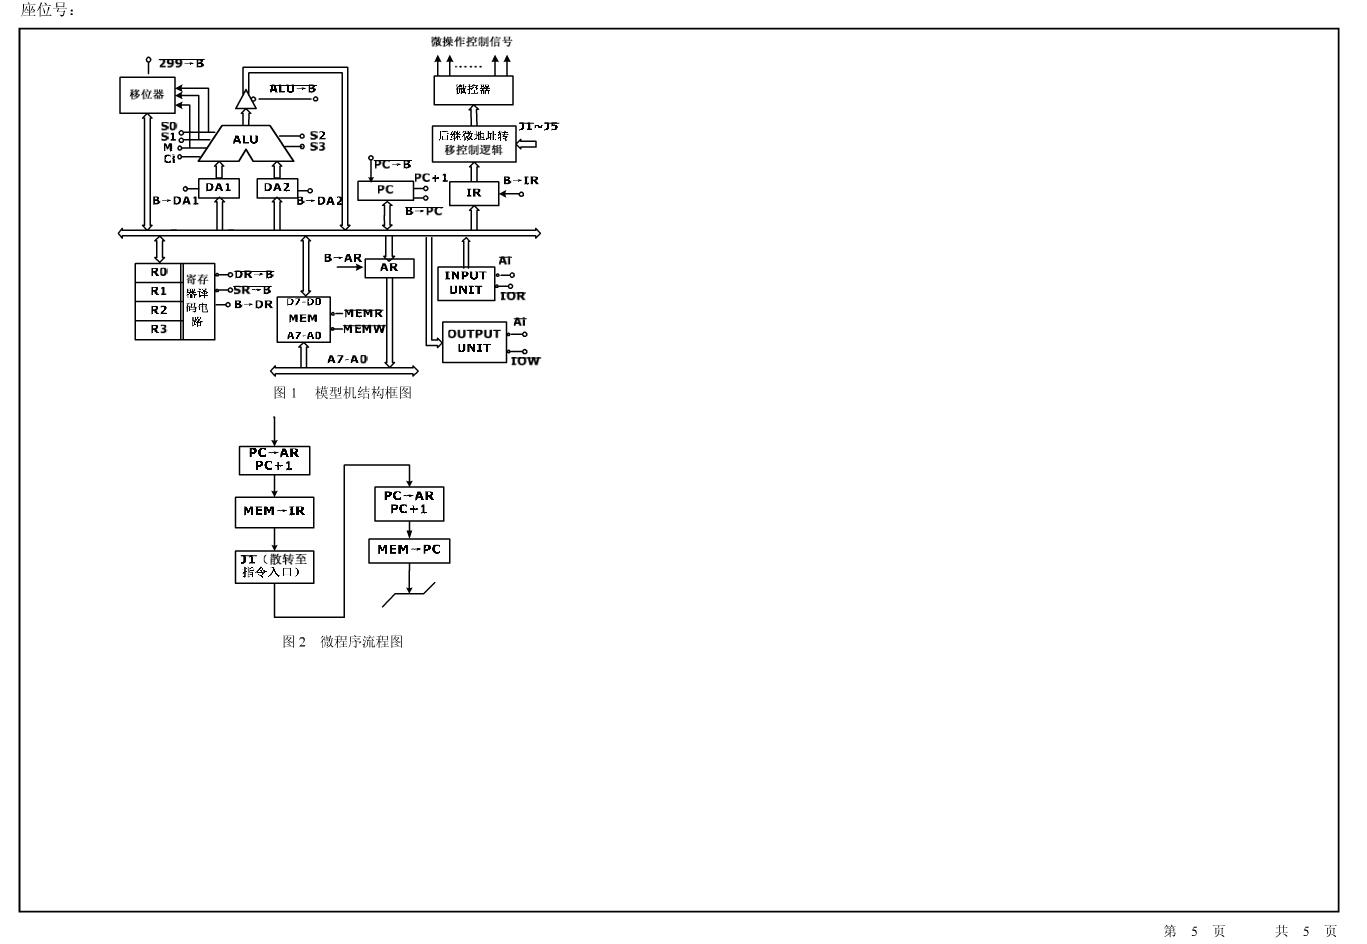 座位号：
微操作控制信号
299→B
移位器
ALU→B
微控器
S0
S1
M
Ci
ALU
S2
S3
后继微地址转
移控制逻辑
J1~J5
PC→B
PC
PC+1
B→PC
IR
B→IR
DA1
B→DA1
DA2
B→DA2
R0
R1
R2
R3
寄存
器译
码电
路
DR→B
SR→B
B→DR
B→AR
AR
D7-D0
MEM
A7-A0
MEMR
MEMW
A7-A0
INPUT
UNIT
AI
IOR
OUTPUT
UNIT
AI
IOW
图 1 模型机结构框图
PC→AR
PC+1
MEM→IR
J1（散转至
指令入口）
PC→AR
PC+1
MEM→PC
图 2 微程序流程图
第 5 页 共 5 页